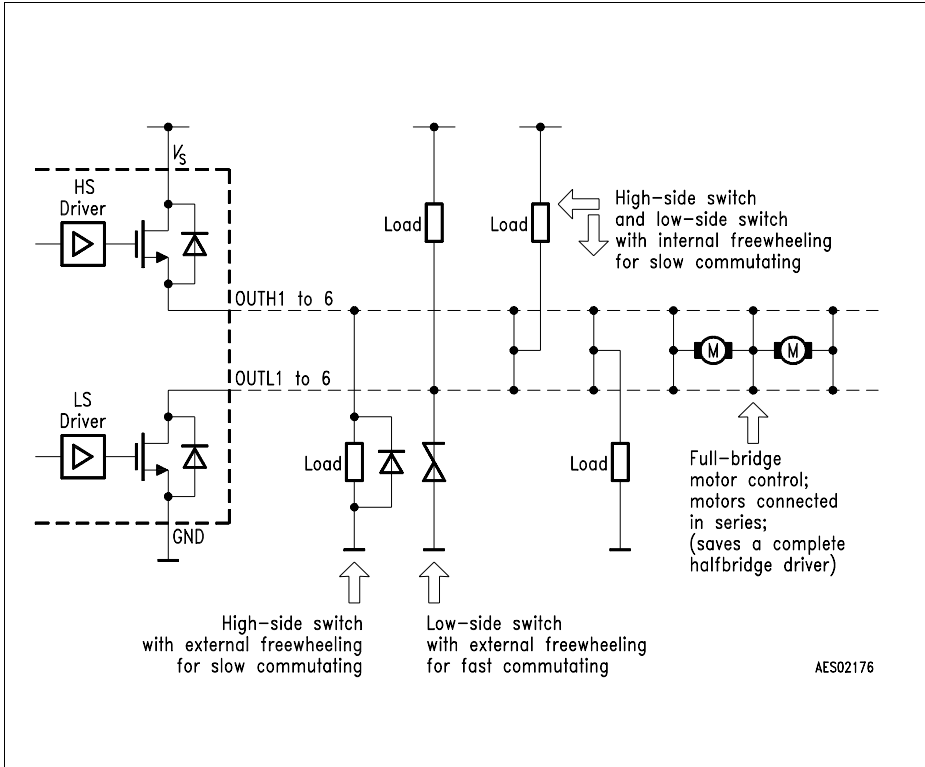 V_S
HS
Driver
Load
Load
High-side switch
and low-side switch
with internal freewheeling
for slow commutating
OUTH1 to 6
M
M
OUTL1 to 6
LS
Driver
Load
Load
GND
Full-bridge
motor control;
motors connected
in series;
(saves a complete
halfbridge driver)
High-side switch
with external freewheeling
for slow commutating
Low-side switch
with external freewheeling
for fast commutating
AES02176